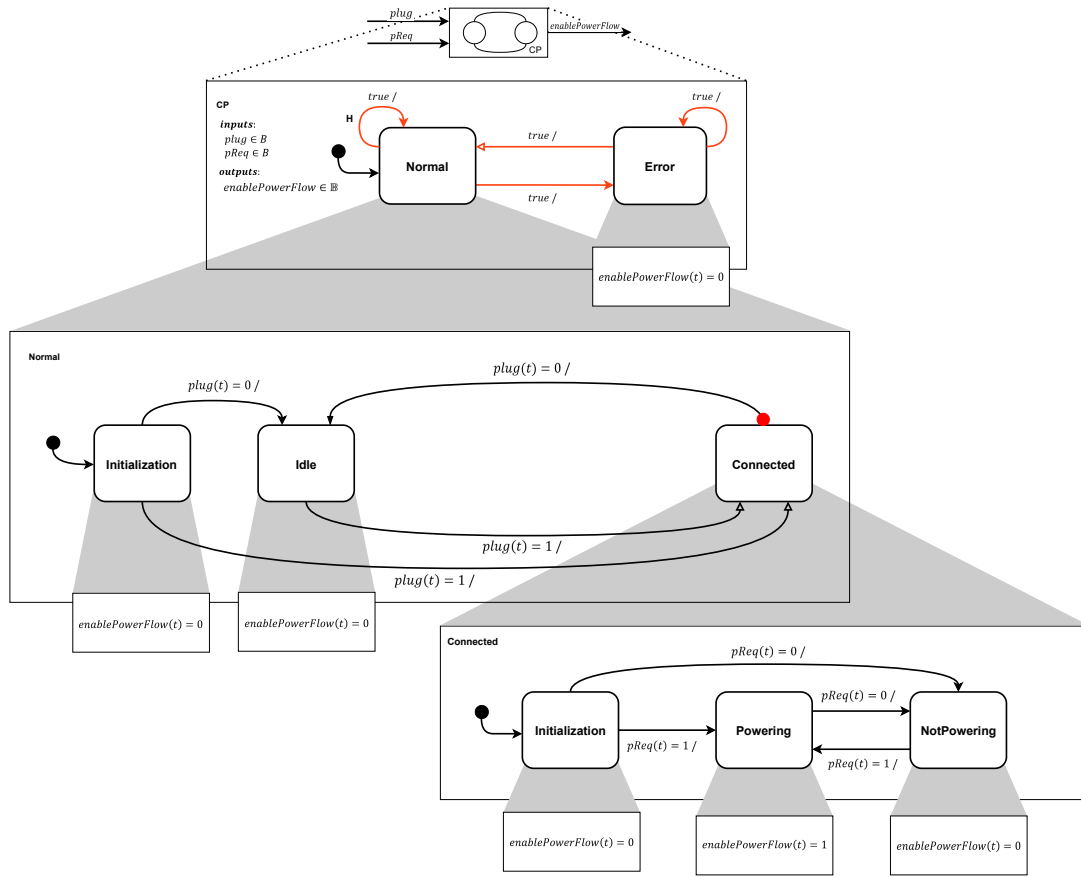 plug
pReq
enablePowerFlow
CP
CP
inputs:
plug ∈ B
pReq ∈ B
outputs:
enablePowerFlow ∈ 𝔹
H
true /
true /
true /
true /
Normal
Error
enablePowerFlow(t) = 0
Normal
plug(t) = 0 /
plug(t) = 0 /
Initialization
Idle
Connected
plug(t) = 1 /
plug(t) = 1 /
enablePowerFlow(t) = 0
enablePowerFlow(t) = 0
Connected
pReq(t) = 0 /
pReq(t) = 0 /
Initialization
Powering
NotPowering
pReq(t) = 1 /
pReq(t) = 1 /
enablePowerFlow(t) = 0
enablePowerFlow(t) = 1
enablePowerFlow(t) = 0